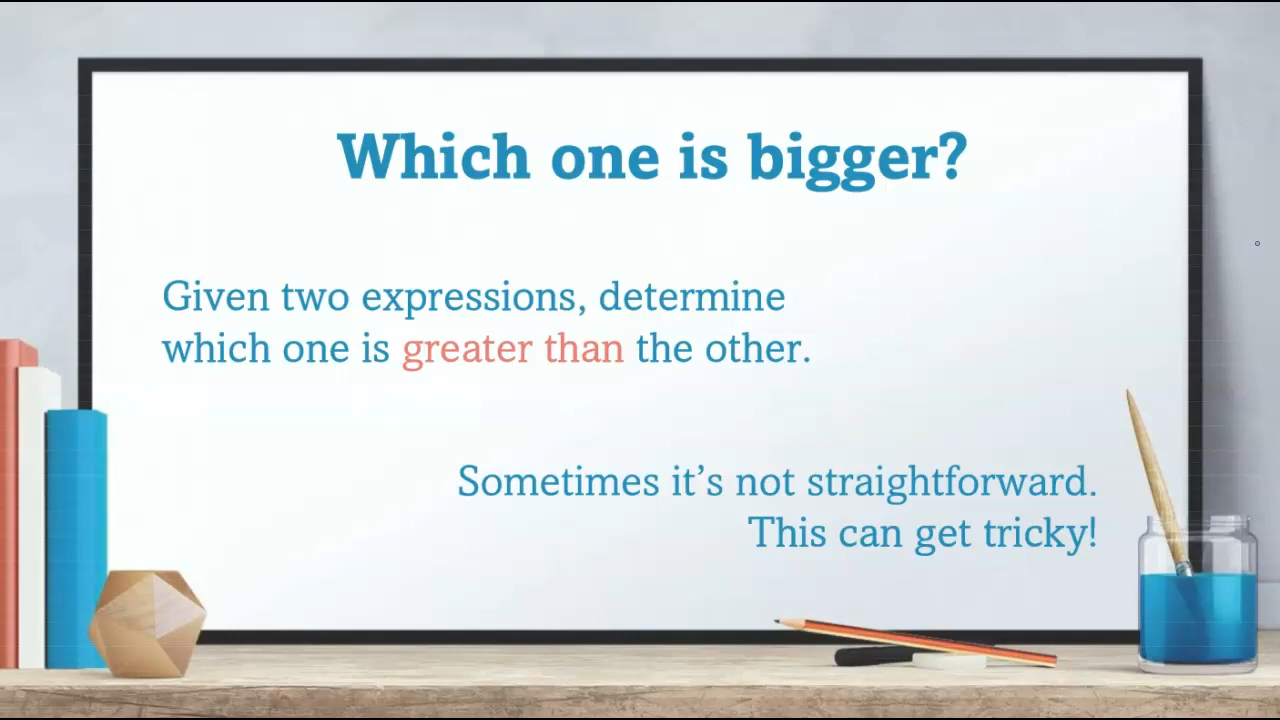 Which one is bigger?
Given two expressions, determine
which one is greater than the other.
Sometimes it’s not straightforward.
This can get tricky!